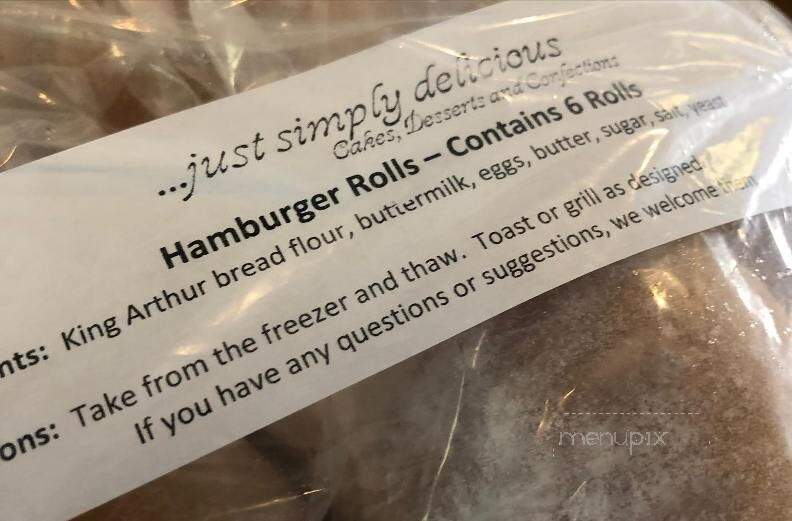 ...just simply delicious
Cakes, Desserts and Confections
Hamburger Rolls – Contains 6 Rolls
nts: King Arthur bread flour, buttermilk, eggs, butter, sugar, salt, yeast
ons: Take from the freezer and thaw. Toast or grill as designed.
If you have any questions or suggestions, we welcome them
menupix